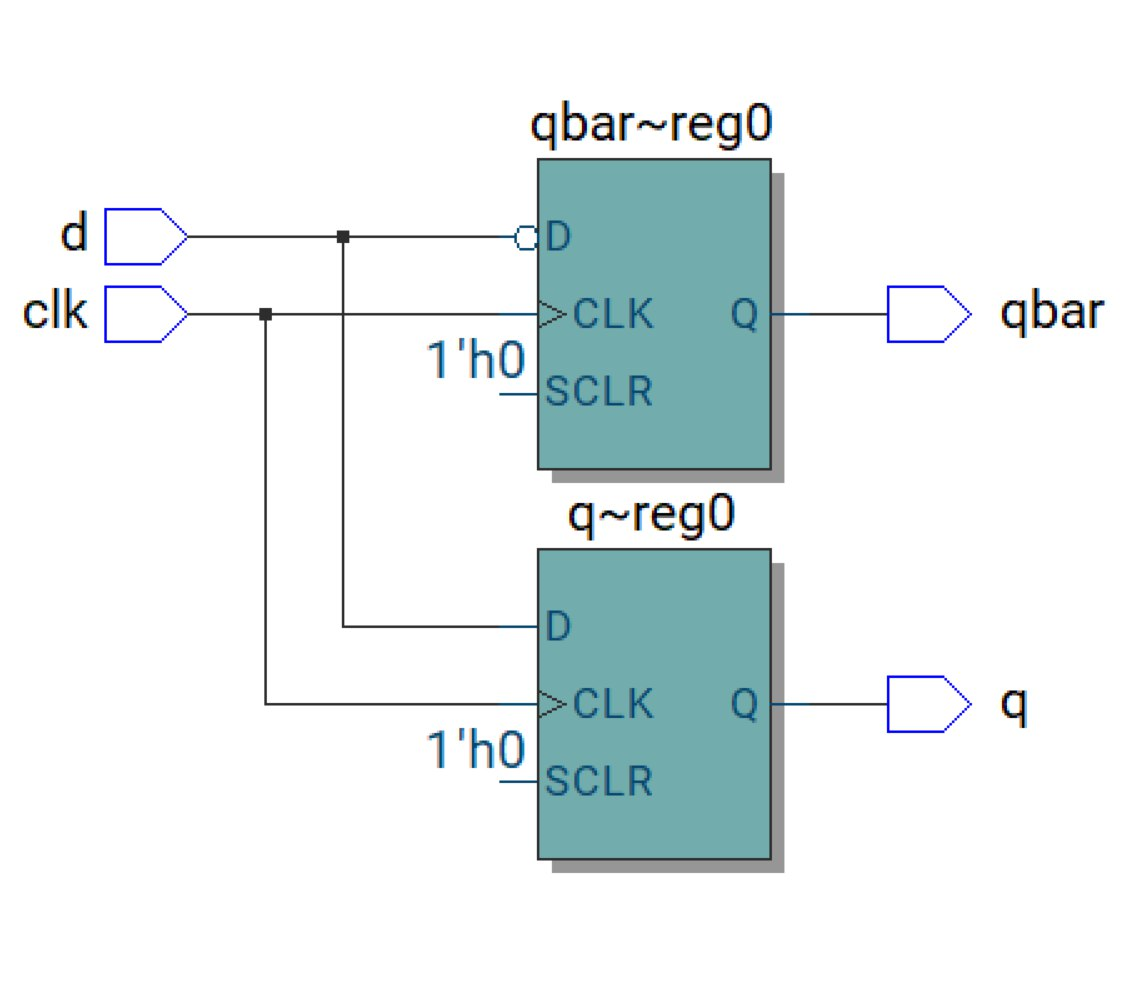 qbar~reg0
d
D
clk
CLK
Q
qbar
1'h0
SCLR
q~reg0
D
CLK
Q
q
1'h0
SCLR